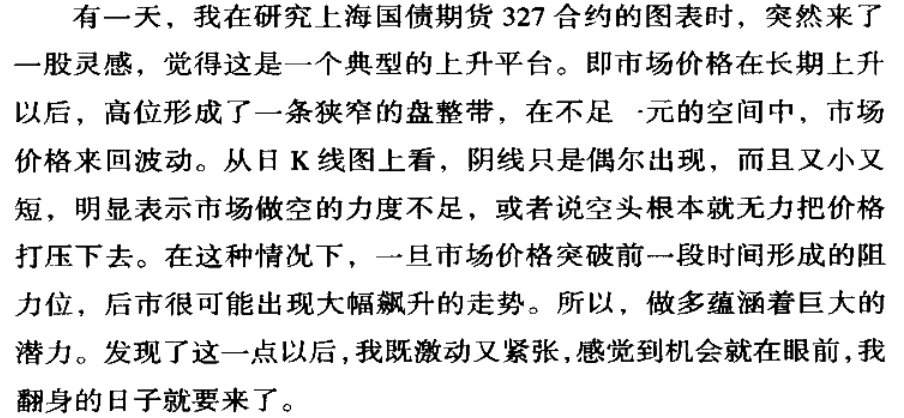 有一天，我在研究上海国债期货 327 合约的图表时，突然来了
一股灵感，觉得这是一个典型的上升平台。即市场价格在长期上升
以后，高位形成了一条狭窄的盘整带，在不足一元的空间中，市场
价格来回波动。从日 K 线图上看，阴线只是偶尔出现，而且又小又
短，明显表示市场做空的力度不足，或者说空头根本就无力把价格
打压下去。在这种情况下，一旦市场价格突破前一段时间形成的阻
力位，后市很可能出现大幅飙升的走势。所以，做多蕴涵着巨大的
潜力。发现了这一点以后，我既激动又紧张，感觉到机会就在眼前，我
翻身的日子就要来了。